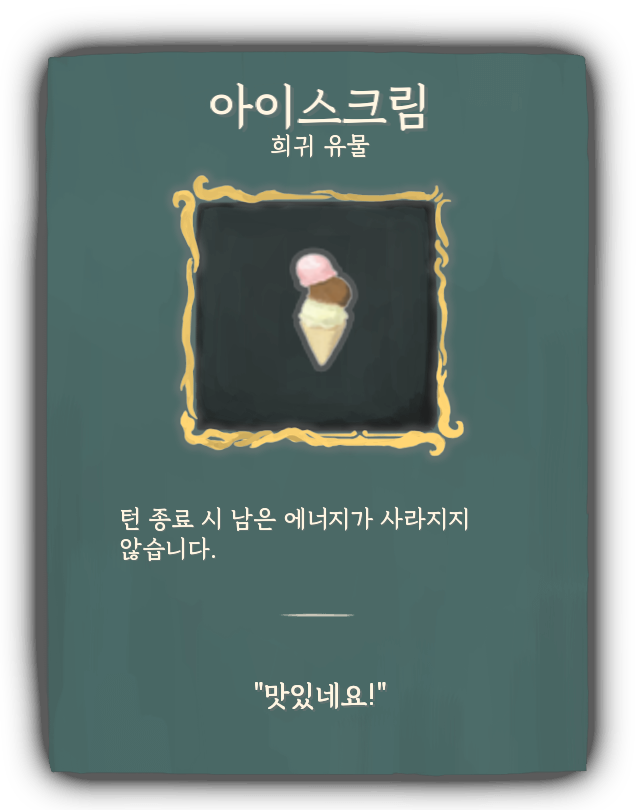 아이스크림
희귀 유물
턴 종료 시 남은 에너지가 사라지지
않습니다.
"맛있네요!"